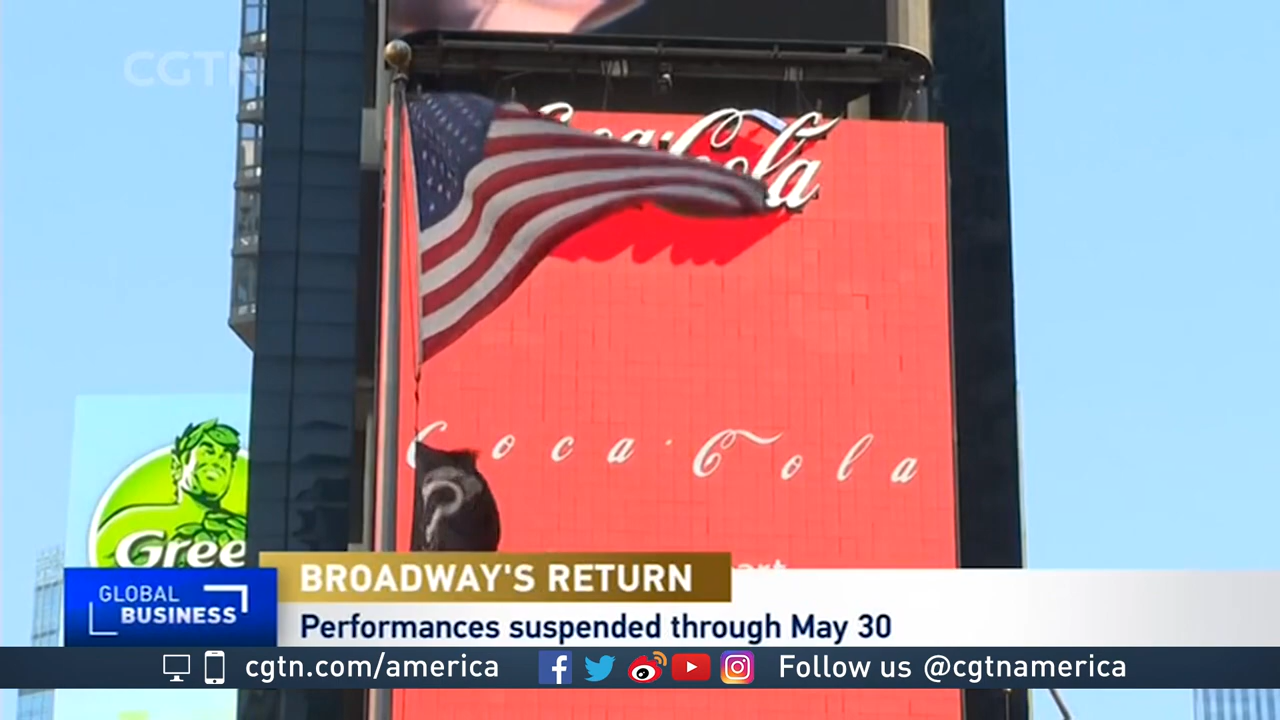 CGTN
Coca-Cola
Coca-Cola
Gree
BROADWAY'S RETURN
GLOBAL
BUSINESS
Performances suspended through May 30
cgtn.com/america
Follow us @cgtnamerica